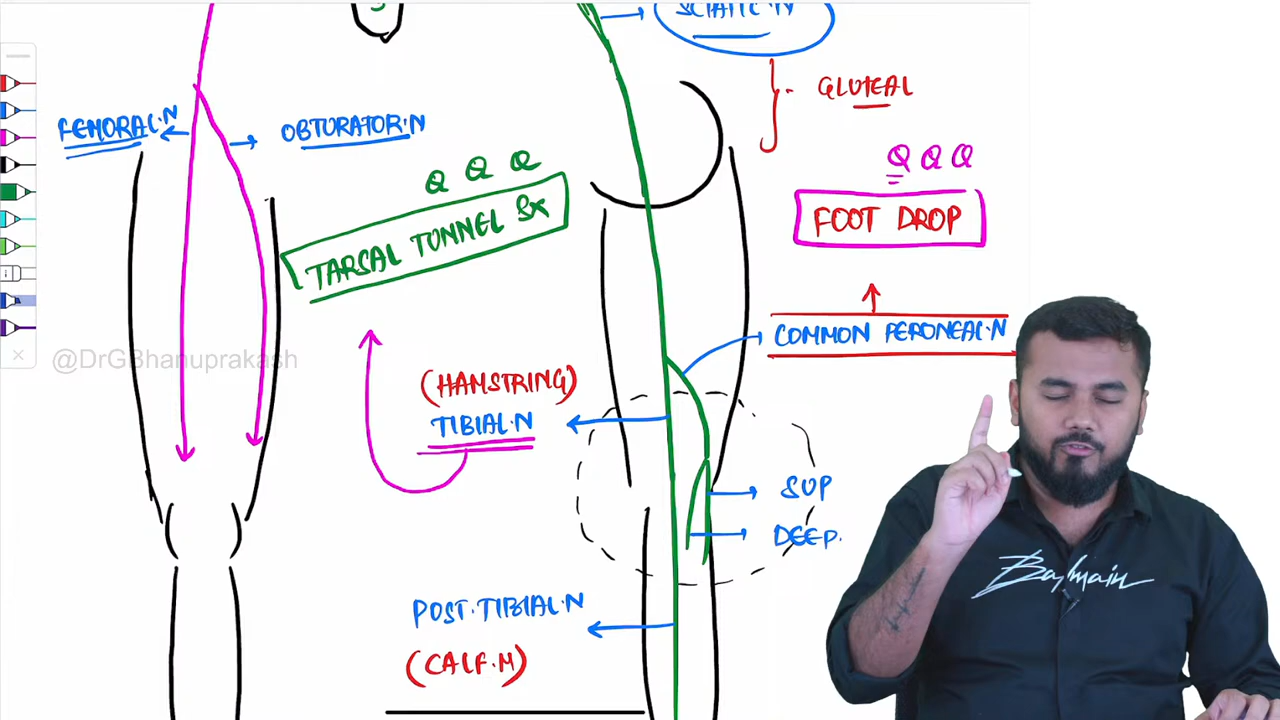 SCIATIC.N
GLUTEAL
FEMORAL.N
OBTURATOR.N
Q Q Q
TARSAL TUNNEL Sx
Q Q Q
FOOT DROP
COMMON PERONEAL.N
@DrGBhanuprakash
(HAMSTRING)
TIBIAL.N
SUP
DEEP.
POST.TIBIAL.N
(CALF.M)
Balmain